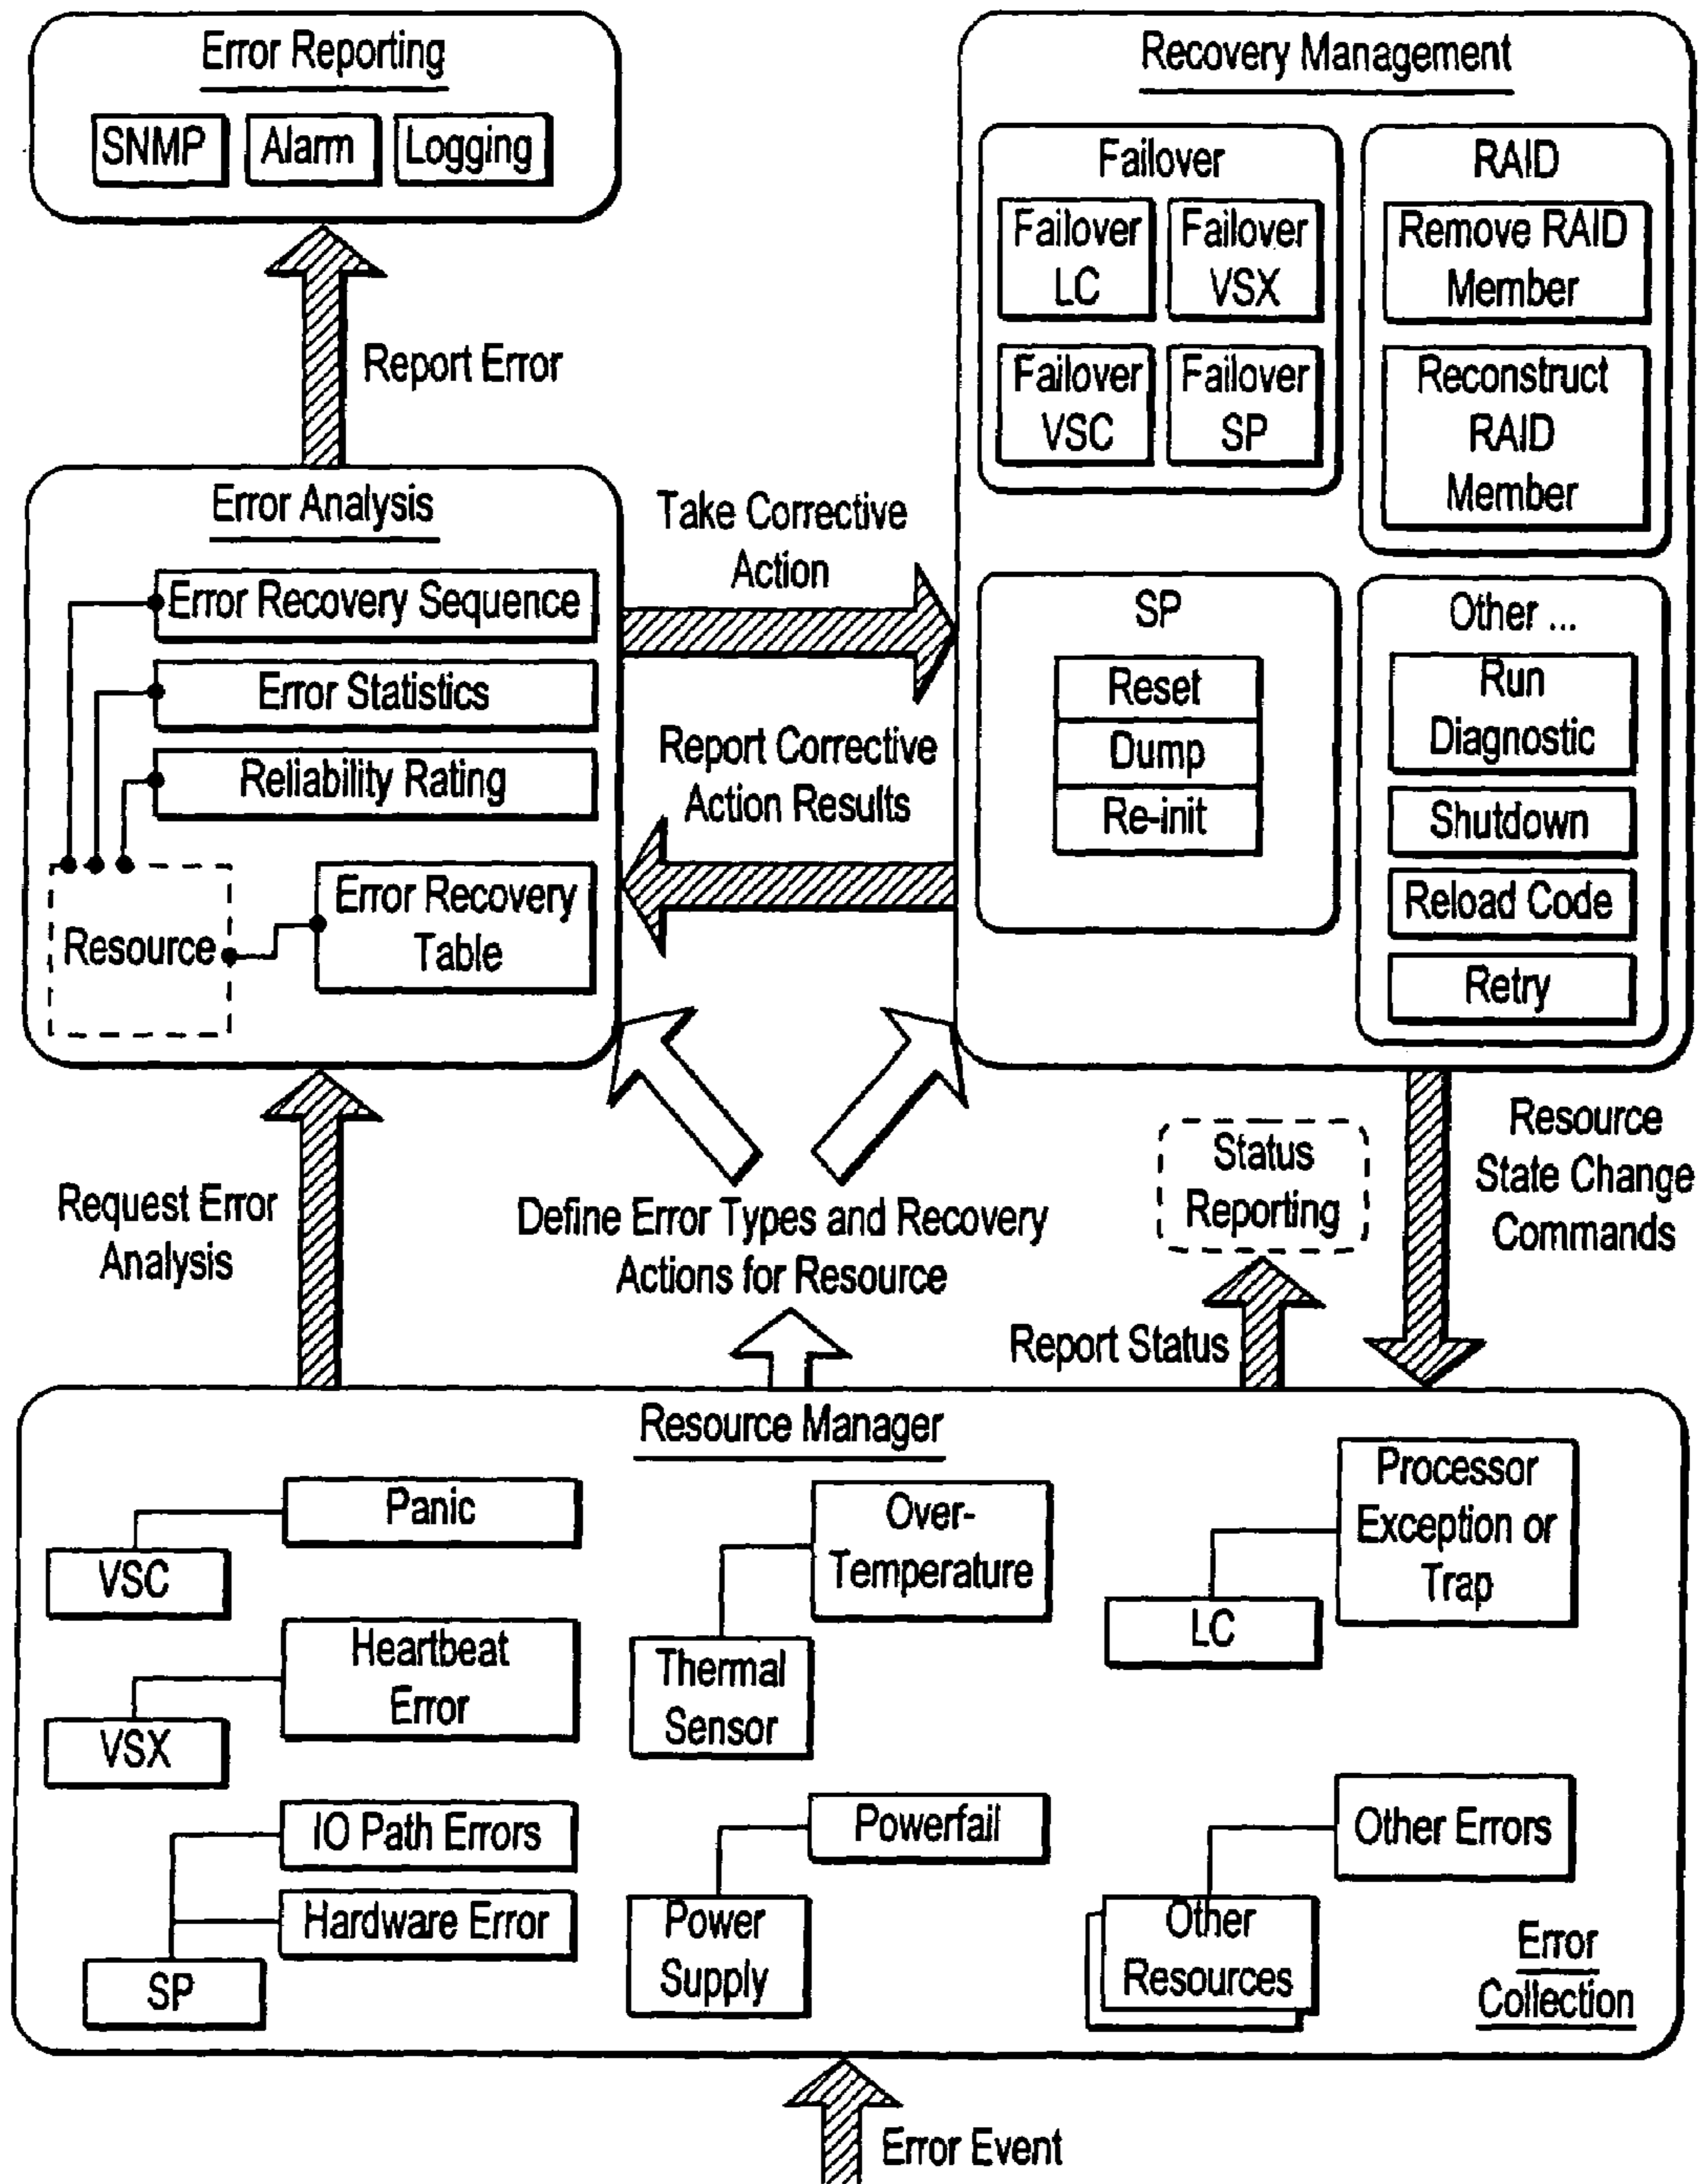 Error Reporting
SNMP
Alarm
Logging
Report Error
Recovery Management
Failover
Failover
LC
Failover
VSX
Failover
VSC
Failover
SP
RAID
Remove RAID
Member
Reconstruct
RAID
Member
SP
Reset
Dump
Re-init
Other ...
Run
Diagnostic
Shutdown
Reload Code
Retry
Error Analysis
Error Recovery Sequence
Error Statistics
Reliability Rating
Resource
Error Recovery
Table
Take Corrective
Action
Report Corrective
Action Results
Request Error
Analysis
Define Error Types and Recovery
Actions for Resource
Status
Reporting
Report Status
Resource
State Change
Commands
Resource Manager
Panic
VSC
Heartbeat
Error
VSX
IO Path Errors
Hardware Error
SP
Over-
Temperature
Thermal
Sensor
Powerfail
Power
Supply
Processor
Exception or
Trap
LC
Other Errors
Other
Resources
Error
Collection
Error Event